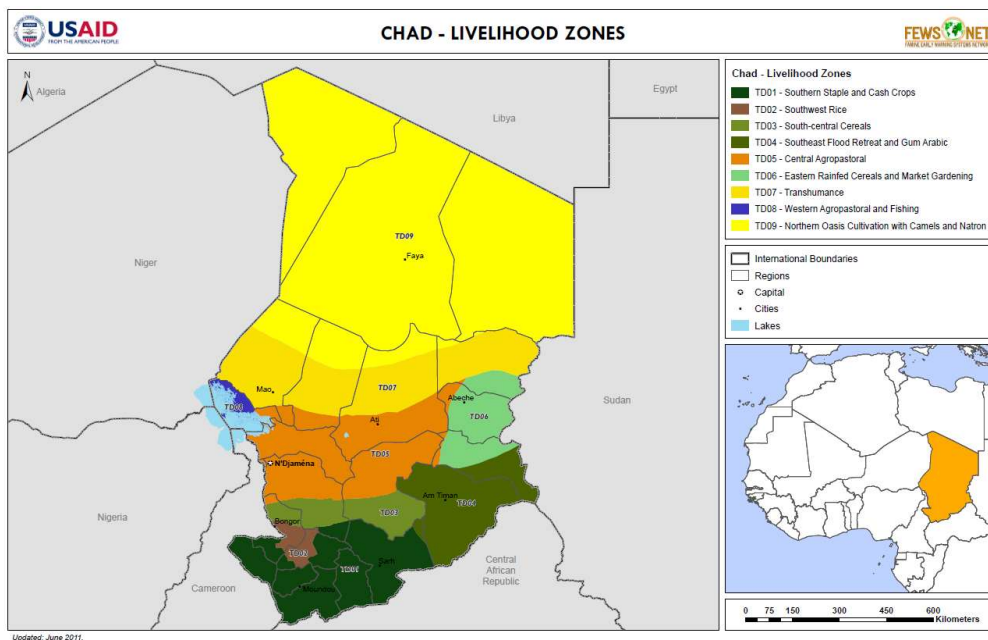 USAID
FROM THE AMERICAN PEOPLE
CHAD - LIVELIHOOD ZONES
FEWS NET
FAMINE EARLY WARNING SYSTEMS NETWORK
N
Algeria
Libya
Egypt
Niger
Sudan
Nigeria
Cameroon
Central
African
Republic
TD09
Faya
Mao
TD07
TD08
Abeche
TD06
Ati
TD05
N'Djaména
Am Timan
TD04
Bongor
TD03
TD02
Sarh
TD01
Moundou
Chad - Livelihood Zones
TD01 - Southern Staple and Cash Crops
TD02 - Southwest Rice
TD03 - South-central Cereals
TD04 - Southeast Flood Retreat and Gum Arabic
TD05 - Central Agropastoral
TD06 - Eastern Rainfed Cereals and Market Gardening
TD07 - Transhumance
TD08 - Western Agropastoral and Fishing
TD09 - Northern Oasis Cultivation with Camels and Natron
International Boundaries
Regions
Capital
Cities
Lakes
0 75 150 300 450 600
Kilometers
Updated: June 2011.